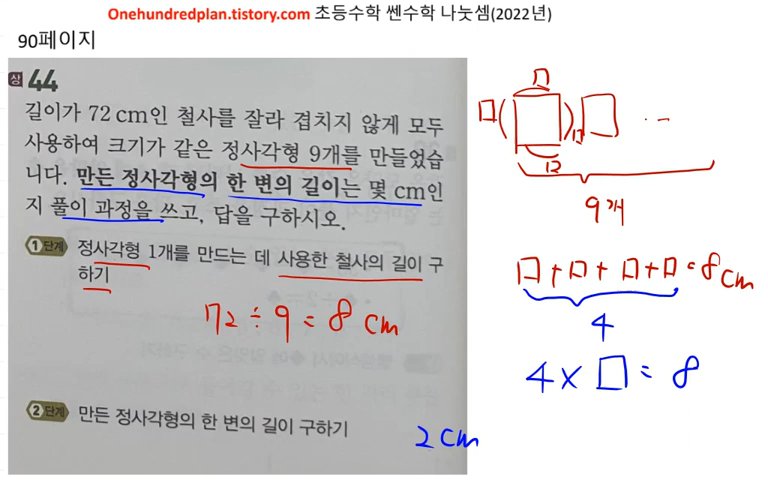 Onehundredplan.tistory.com 초등수학 쎈수학 나눗셈(2022년)
90페이지
상 44
길이가 72 cm인 철사를 잘라 겹치지 않게 모두
사용하여 크기가 같은 정사각형 9개를 만들었습
니다. 만든 정사각형의 한 변의 길이는 몇 cm인
지 풀이 과정을 쓰고, 답을 구하시오.
1단계 정사각형 1개를 만드는 데 사용한 철사의 길이 구
하기
72 ÷ 9 = 8 cm
2단계 만든 정사각형의 한 변의 길이 구하기
2 cm
9개
□ + □ + □ + □ = 8 cm
4
4 × □ = 8